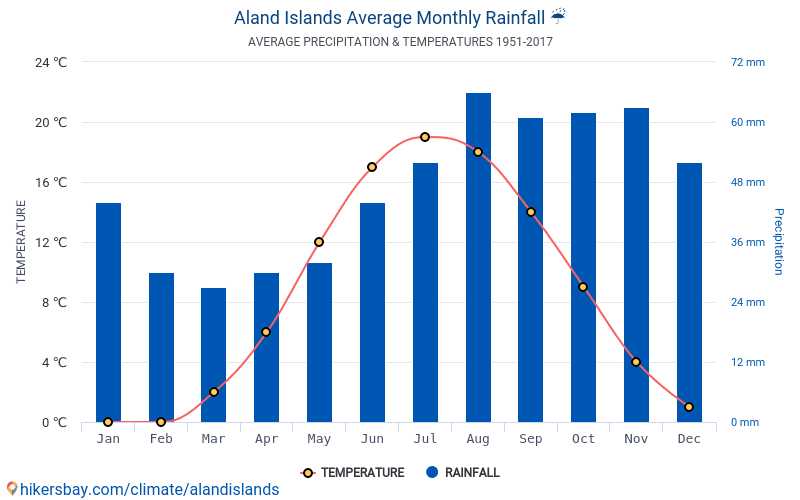 Aland Islands Average Monthly Rainfall ☔
AVERAGE PRECIPITATION & TEMPERATURES 1951-2017
24 °C 72 mm
20 °C 60 mm
16 °C 48 mm
12 °C 36 mm
8 °C 24 mm
4 °C 12 mm
0 °C 0 mm
TEMPERATURE
Precipitation
Jan Feb Mar Apr May Jun Jul Aug Sep Oct Nov Dec
TEMPERATURE RAINFALL
hikersbay.com/climate/alandislands